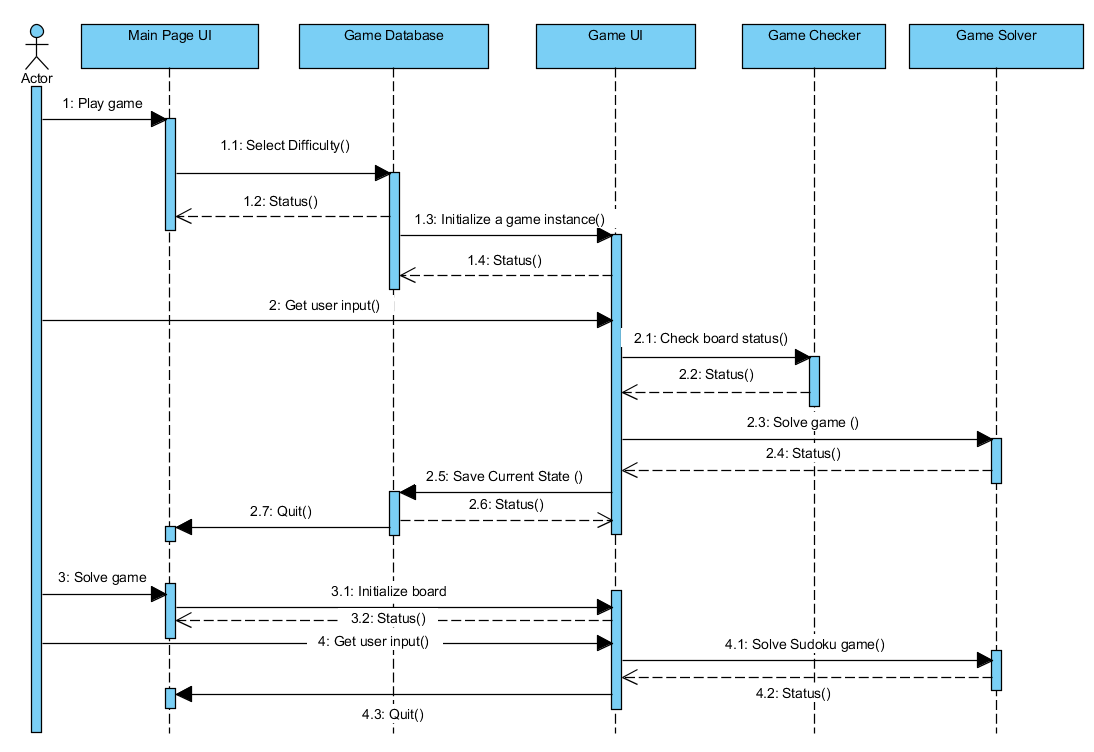 Main Page UI
Game Database
Game UI
Game Checker
Game Solver
Actor
1: Play game
1.1: Select Difficulty()
1.2: Status()
1.3: Initialize a game instance()
1.4: Status()
2: Get user input()
2.1: Check board status()
2.2: Status()
2.3: Solve game ()
2.4: Status()
2.5: Save Current State ()
2.6: Status()
2.7: Quit()
3: Solve game
3.1: Initialize board
3.2: Status()
4: Get user input()
4.1: Solve Sudoku game()
4.2: Status()
4.3: Quit()